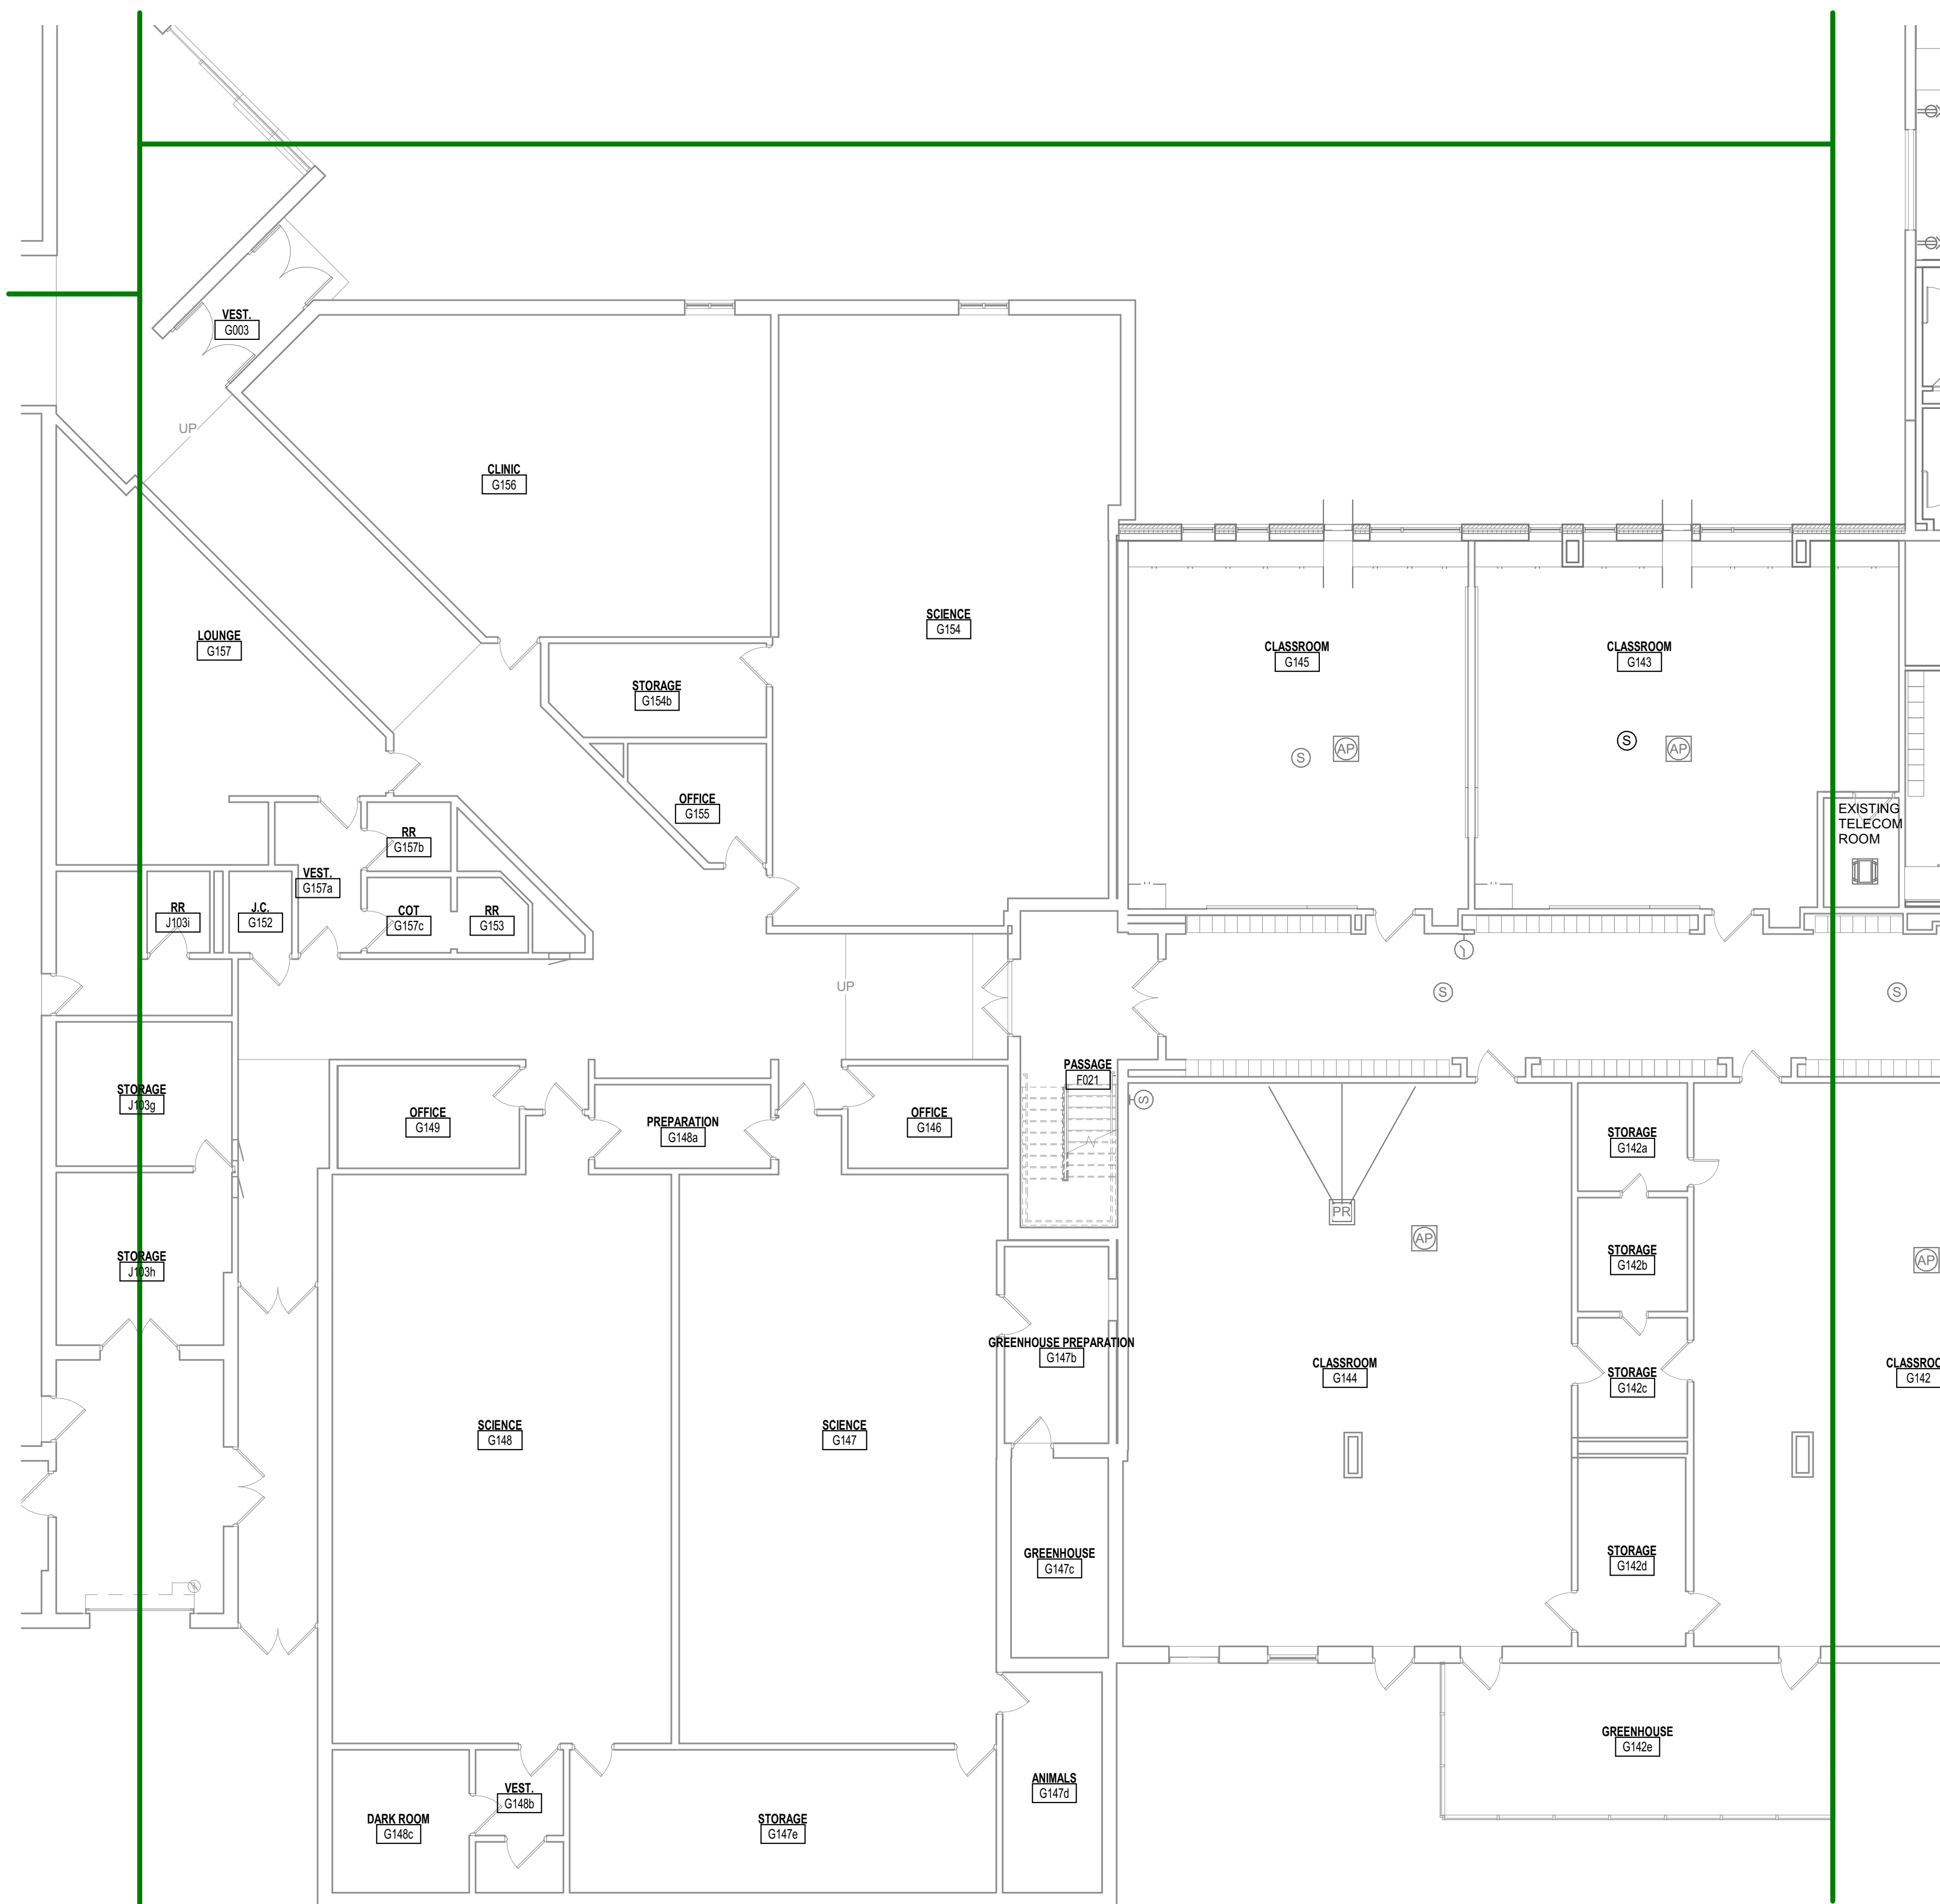 VEST.
G003
UP
CLINIC
G156
SCIENCE
G154
LOUNGE
G157
STORAGE
G154b
CLASSROOM
G145
CLASSROOM
G143
S
AP
S
AP
OFFICE
G155
EXISTING
TELECOM
ROOM
RR
G157b
VEST.
G157a
COT
G157c
RR
G153
RR
J103i
J.C.
G152
UP
S
S
PASSAGE
F021
STORAGE
J103g
OFFICE
G149
PREPARATION
G148a
OFFICE
G146
S
STORAGE
G142a
PR
AP
STORAGE
G142b
AP
STORAGE
J103h
GREENHOUSE PREPARATION
G147b
CLASSROOM
G144
STORAGE
G142c
CLASSROO
G142
SCIENCE
G148
SCIENCE
G147
GREENHOUSE
G147c
STORAGE
G142d
GREENHOUSE
G142e
ANIMALS
G147d
VEST.
G148b
DARK ROOM
G148c
STORAGE
G147e